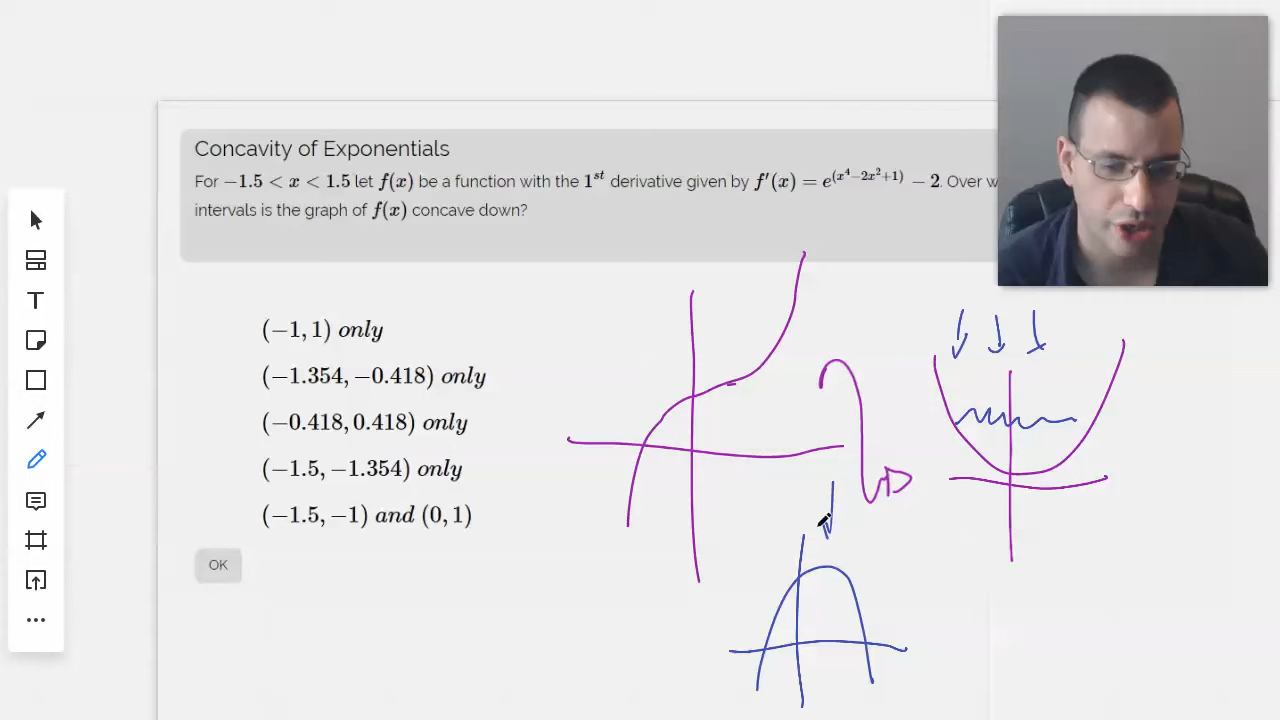 Concavity of Exponentials
For −1.5 < x < 1.5 let f(x) be a function with the 1ˢᵗ derivative given by f′(x) = e^(x⁴−2x²+1) − 2. Over w
intervals is the graph of f(x) concave down?
(−1, 1) only
(−1.354, −0.418) only
(−0.418, 0.418) only
(−1.5, −1.354) only
(−1.5, −1) and (0, 1)
OK
T